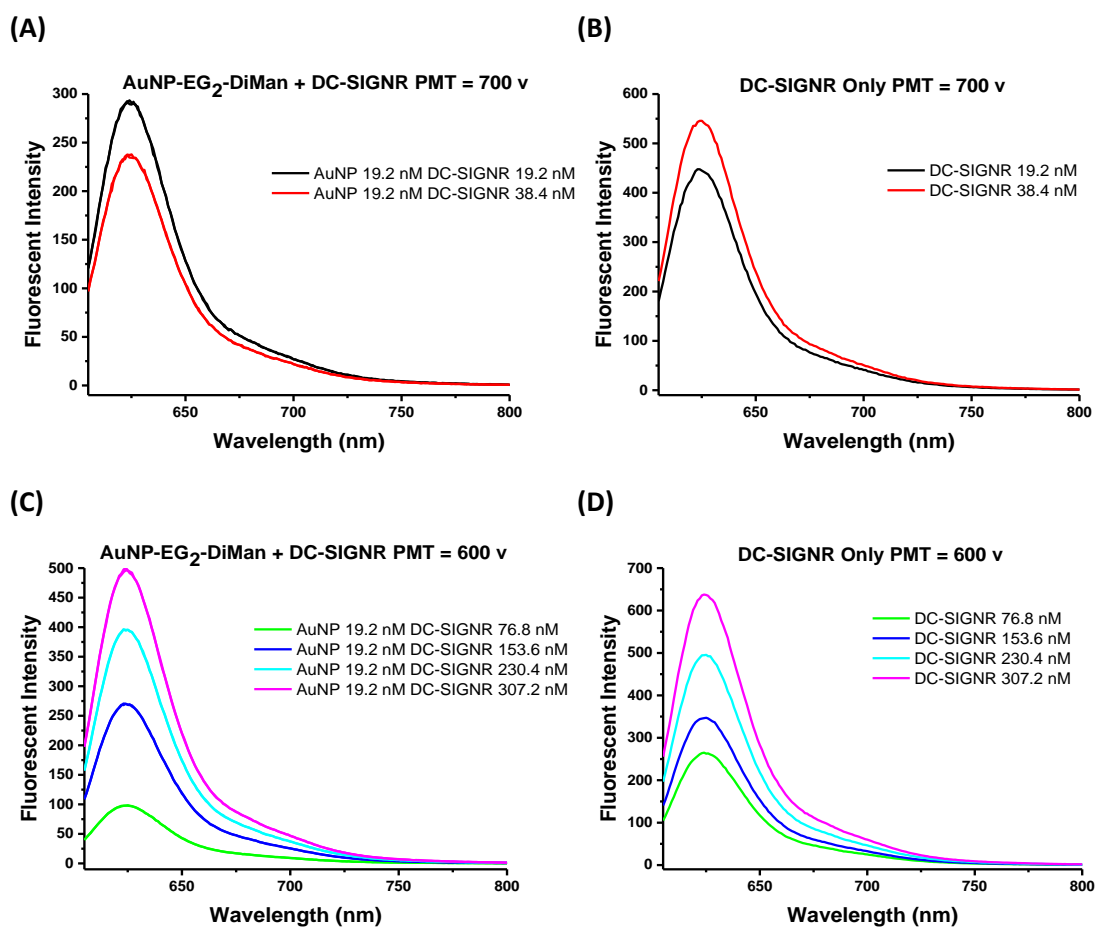 (A)
AuNP-EG2-DiMan + DC-SIGNR PMT = 700 v
300
250
200
150
100
50
0
650
700
750
800
Fluorescent Intensity
Wavelength (nm)
AuNP 19.2 nM DC-SIGNR 19.2 nM
AuNP 19.2 nM DC-SIGNR 38.4 nM
(B)
DC-SIGNR Only PMT = 700 v
600
500
400
300
200
100
0
650
700
750
800
Fluorescent Intensity
Wavelength (nm)
DC-SIGNR 19.2 nM
DC-SIGNR 38.4 nM
(C)
AuNP-EG2-DiMan + DC-SIGNR PMT = 600 v
500
450
400
350
300
250
200
150
100
50
0
650
700
750
800
Fluorescent Intensity
Wavelength (nm)
AuNP 19.2 nM DC-SIGNR 76.8 nM
AuNP 19.2 nM DC-SIGNR 153.6 nM
AuNP 19.2 nM DC-SIGNR 230.4 nM
AuNP 19.2 nM DC-SIGNR 307.2 nM
(D)
DC-SIGNR Only PMT = 600 v
700
600
500
400
300
200
100
0
650
700
750
800
Fluorescent Intensity
Wavelength (nm)
DC-SIGNR 76.8 nM
DC-SIGNR 153.6 nM
DC-SIGNR 230.4 nM
DC-SIGNR 307.2 nM